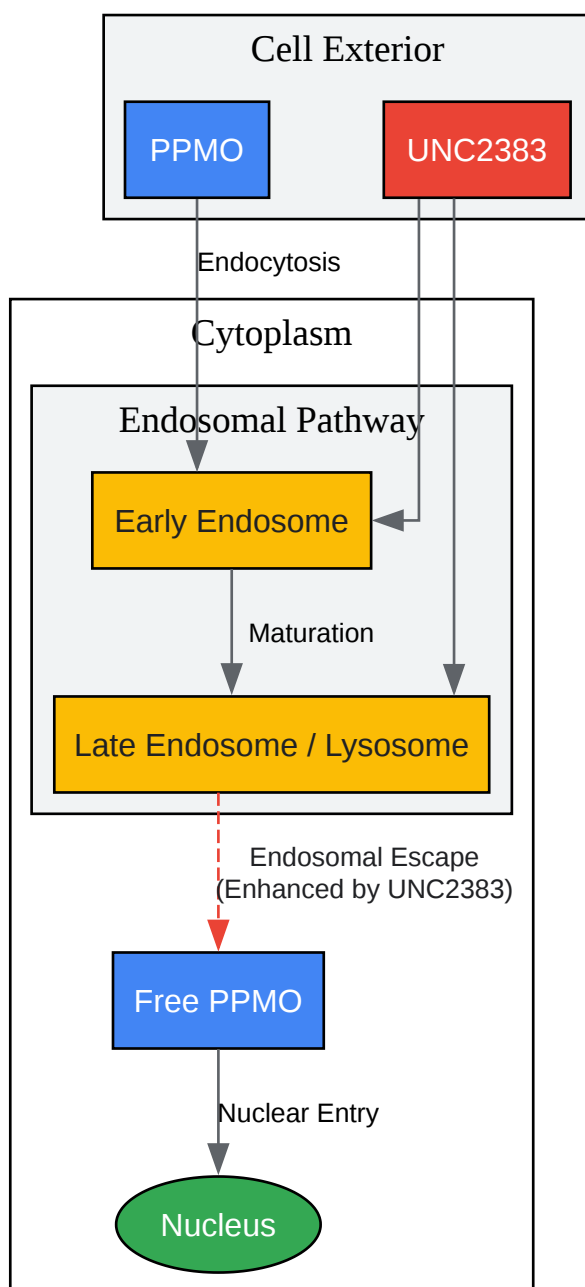 Cell Exterior
PPMO
UNC2383
Endocytosis
Cytoplasm
Endosomal Pathway
Early Endosome
Maturation
Late Endosome / Lysosome
Endosomal Escape
(Enhanced by UNC2383)
Free PPMO
Nuclear Entry
Nucleus